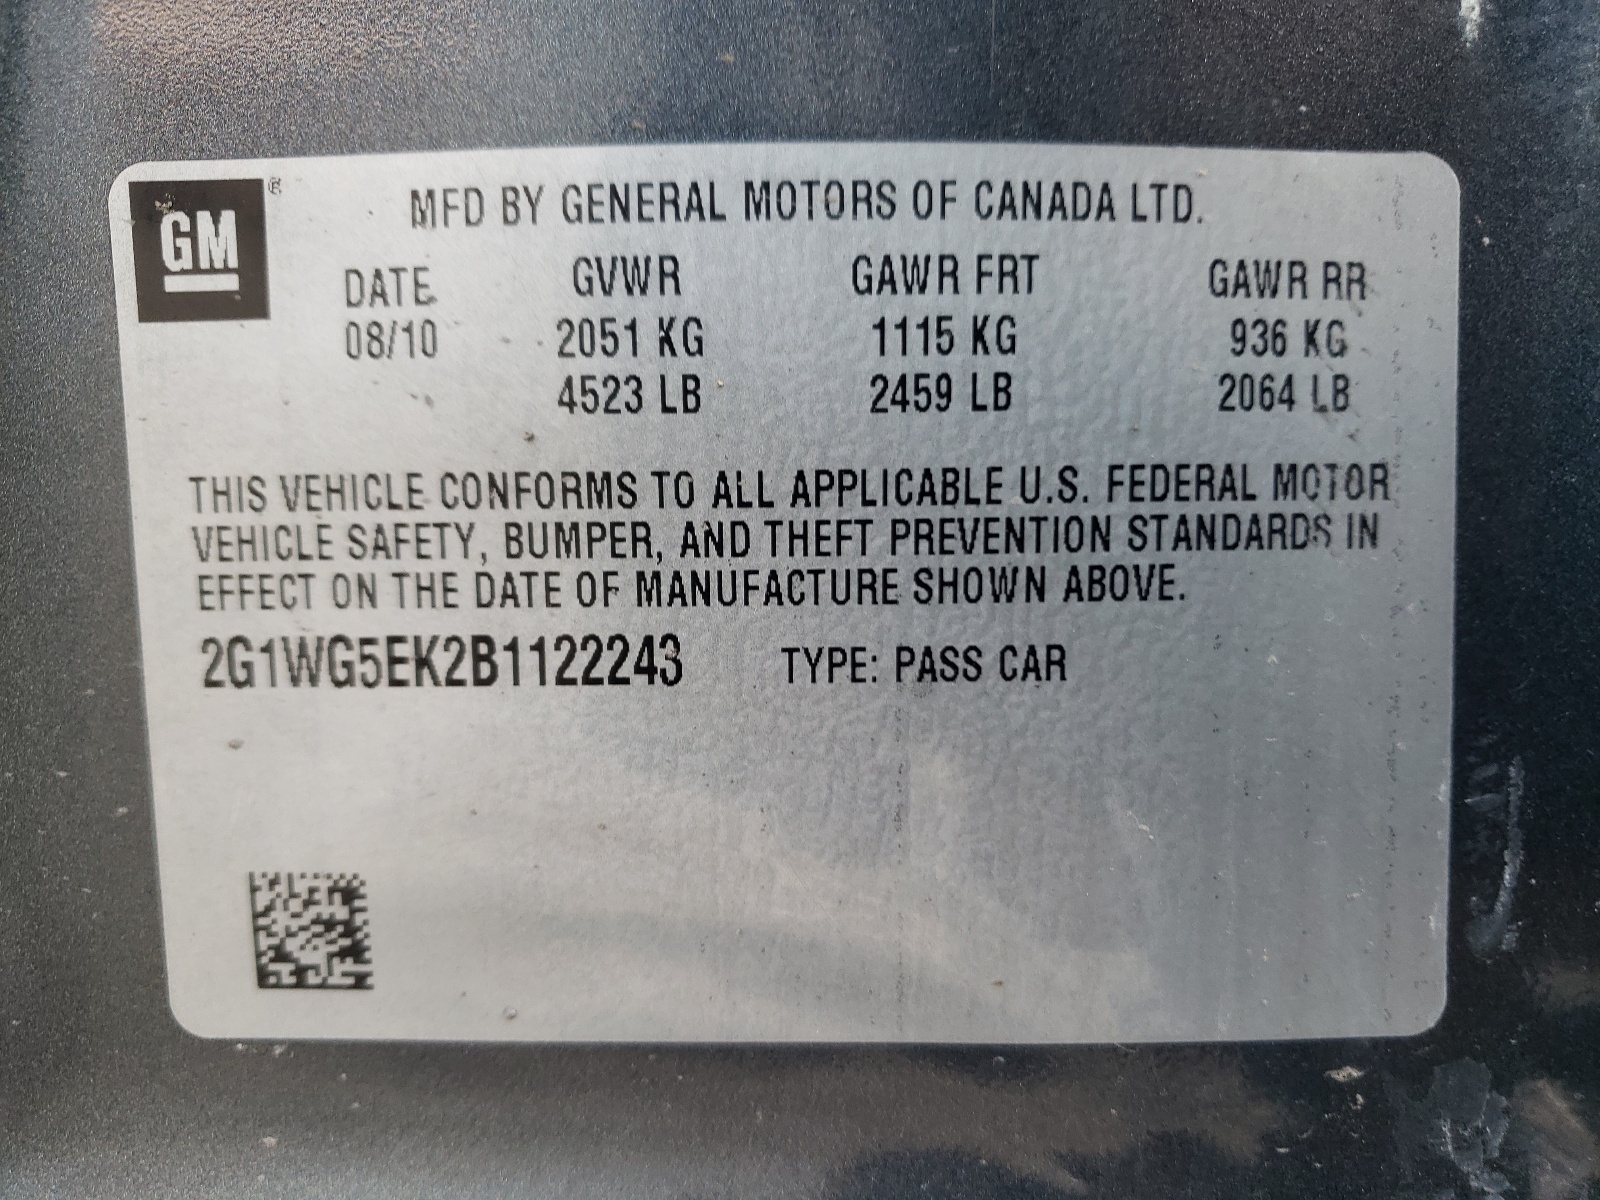 GM ®
MFD BY GENERAL MOTORS OF CANADA LTD.
DATE GVWR GAWR FRT GAWR RR
08/10 2051 KG 1115 KG 936 KG
4523 LB 2459 LB 2064 LB
THIS VEHICLE CONFORMS TO ALL APPLICABLE U.S. FEDERAL MOTOR
VEHICLE SAFETY, BUMPER, AND THEFT PREVENTION STANDARDS IN
EFFECT ON THE DATE OF MANUFACTURE SHOWN ABOVE.
2G1WG5EK2B1122243 TYPE: PASS CAR